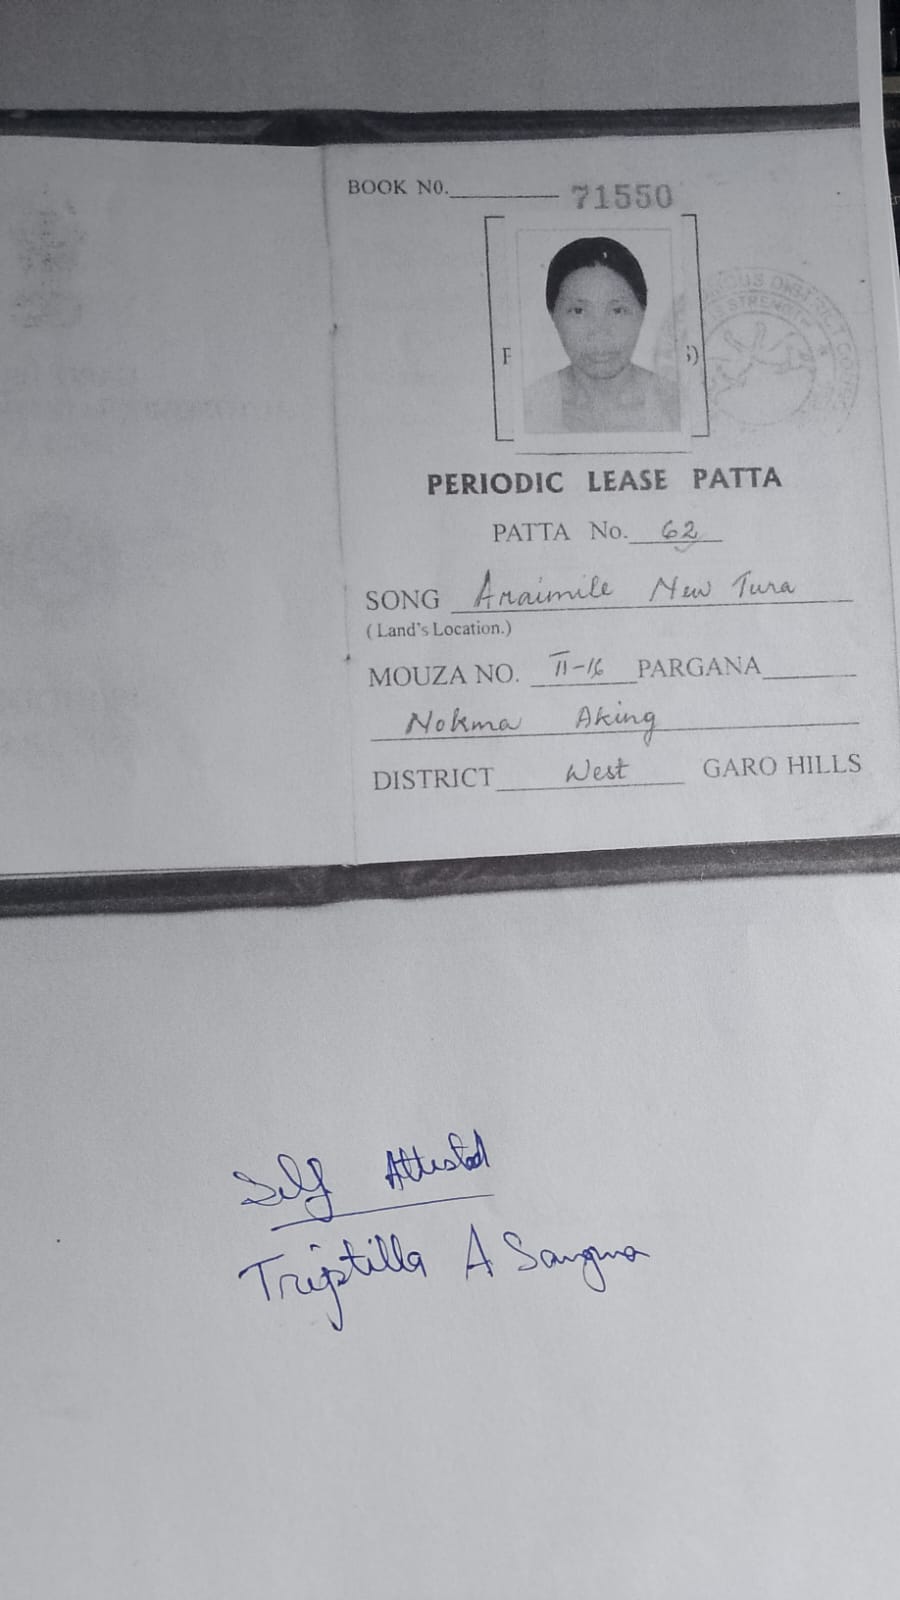 BOOK NO. 71550
F
S)
PERIODIC LEASE PATTA
PATTA No. 62
SONG Araimile New Tura
(Land's Location.)
MOUZA NO. II-16 PARGANA
Nokma Aking
DISTRICT West GARO HILLS
Self Attested
Triptilla A Sangma